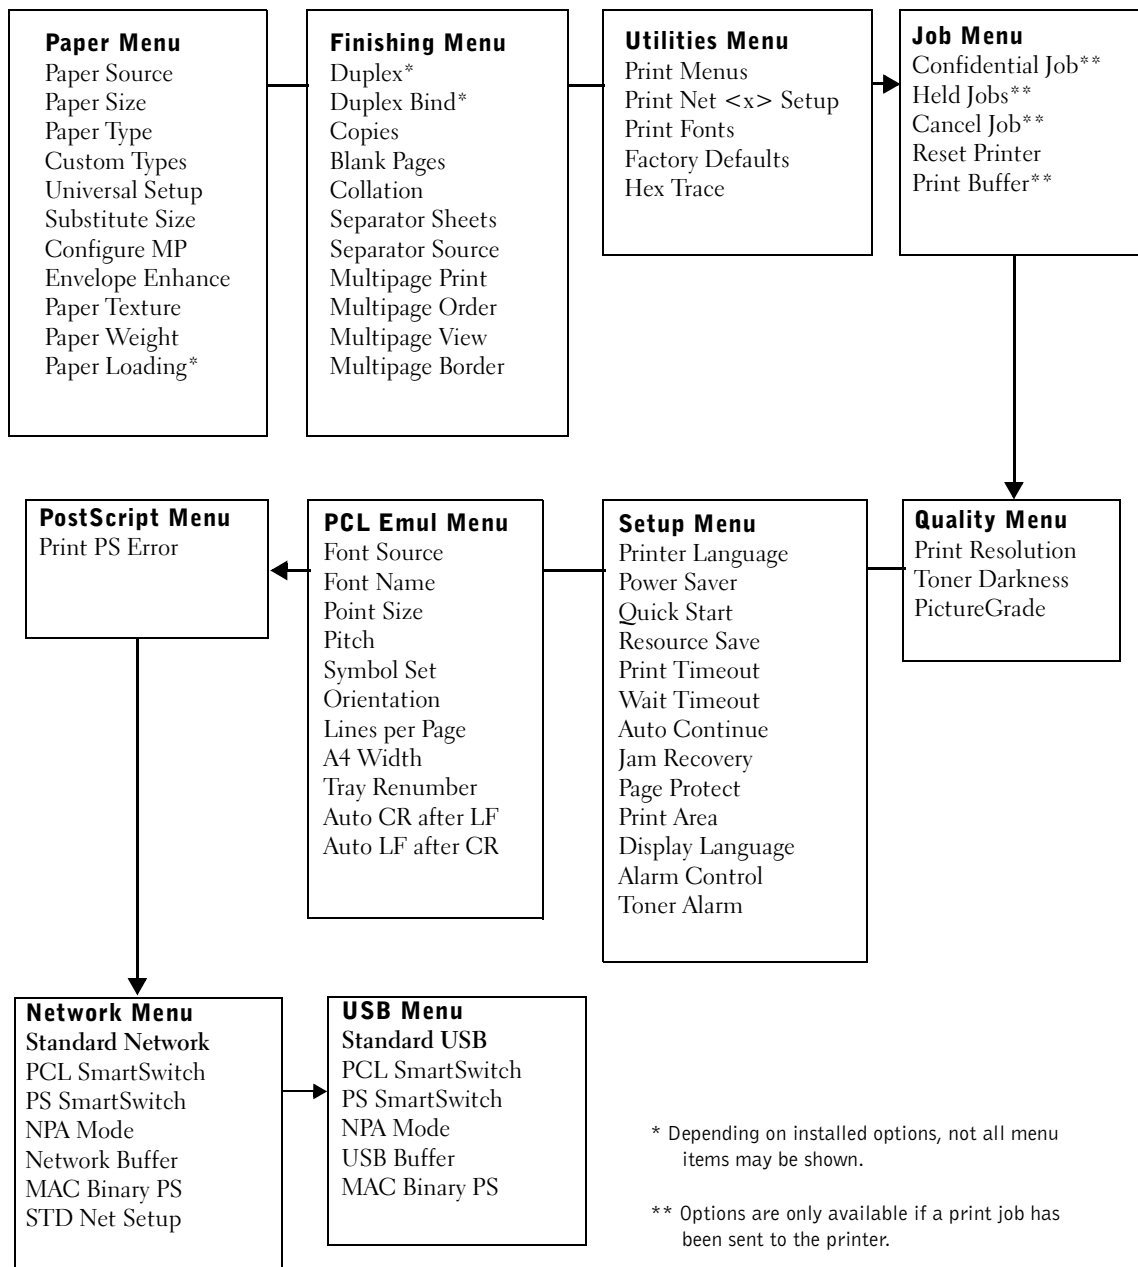 Paper Menu
Paper Source
Paper Size
Paper Type
Custom Types
Universal Setup
Substitute Size
Configure MP
Envelope Enhance
Paper Texture
Paper Weight
Paper Loading*
Finishing Menu
Duplex*
Duplex Bind*
Copies
Blank Pages
Collation
Separator Sheets
Separator Source
Multipage Print
Multipage Order
Multipage View
Multipage Border
Utilities Menu
Print Menus
Print Net <x> Setup
Print Fonts
Factory Defaults
Hex Trace
Job Menu
Confidential Job**
Held Jobs**
Cancel Job**
Reset Printer
Print Buffer**
PostScript Menu
Print PS Error
PCL Emul Menu
Font Source
Font Name
Point Size
Pitch
Symbol Set
Orientation
Lines per Page
A4 Width
Tray Renumber
Auto CR after LF
Auto LF after CR
Setup Menu
Printer Language
Power Saver
Quick Start
Resource Save
Print Timeout
Wait Timeout
Auto Continue
Jam Recovery
Page Protect
Print Area
Display Language
Alarm Control
Toner Alarm
Quality Menu
Print Resolution
Toner Darkness
PictureGrade
Network Menu
Standard Network
PCL SmartSwitch
PS SmartSwitch
NPA Mode
Network Buffer
MAC Binary PS
STD Net Setup
USB Menu
Standard USB
PCL SmartSwitch
PS SmartSwitch
NPA Mode
USB Buffer
MAC Binary PS
* Depending on installed options, not all menu
items may be shown.
** Options are only available if a print job has
been sent to the printer.